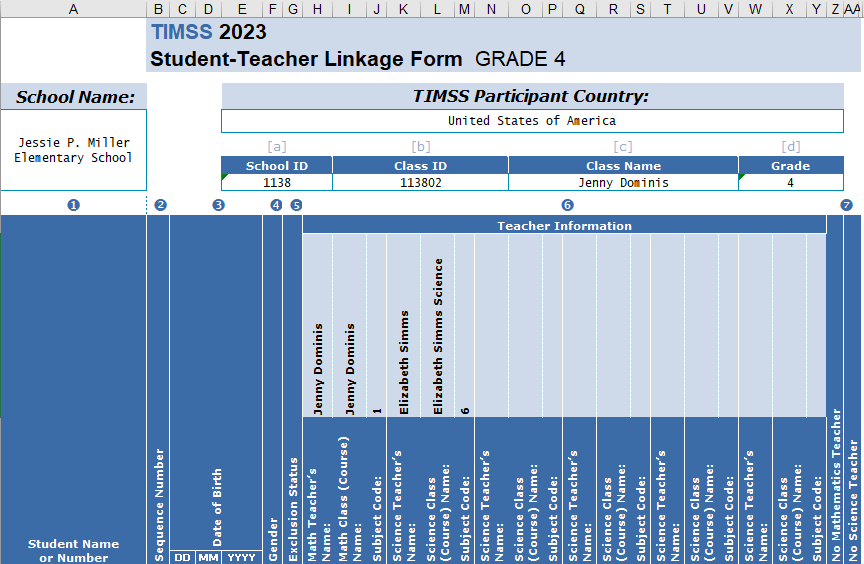 A B C D E F G H I J K L M N O P Q R S T U V W X Y Z AA
TIMSS 2023
Student-Teacher Linkage Form GRADE 4
School Name:
TIMSS Participant Country:
Jessie P. Miller
Elementary School
United States of America
[a] [b] [c] [d]
School ID Class ID Class Name Grade
1138 113802 Jenny Dominis 4
1 2 3 4 5 6 7
Teacher Information
Jenny Dominis
Jenny Dominis
1
Elizabeth Simms
Elizabeth Simms Science
6
Student Name
or Number
Sequence Number
Date of Birth
DD MM YYYY
Gender
Exclusion Status
Math Teacher's
Name:
Math Class (Course)
Name:
Subject Code:
Science Teacher's
Name:
Science Class
(Course) Name:
Subject Code:
Science Teacher's
Name:
Science Class
(Course) Name:
Subject Code:
Science Teacher's
Name:
Science Class
(Course) Name:
Subject Code:
Science Teacher's
Name:
Science Class
(Course) Name:
Subject Code:
Science Teacher's
Name:
Science Class
(Course) Name:
Subject Code:
No Mathematics Teacher
No Science Teacher